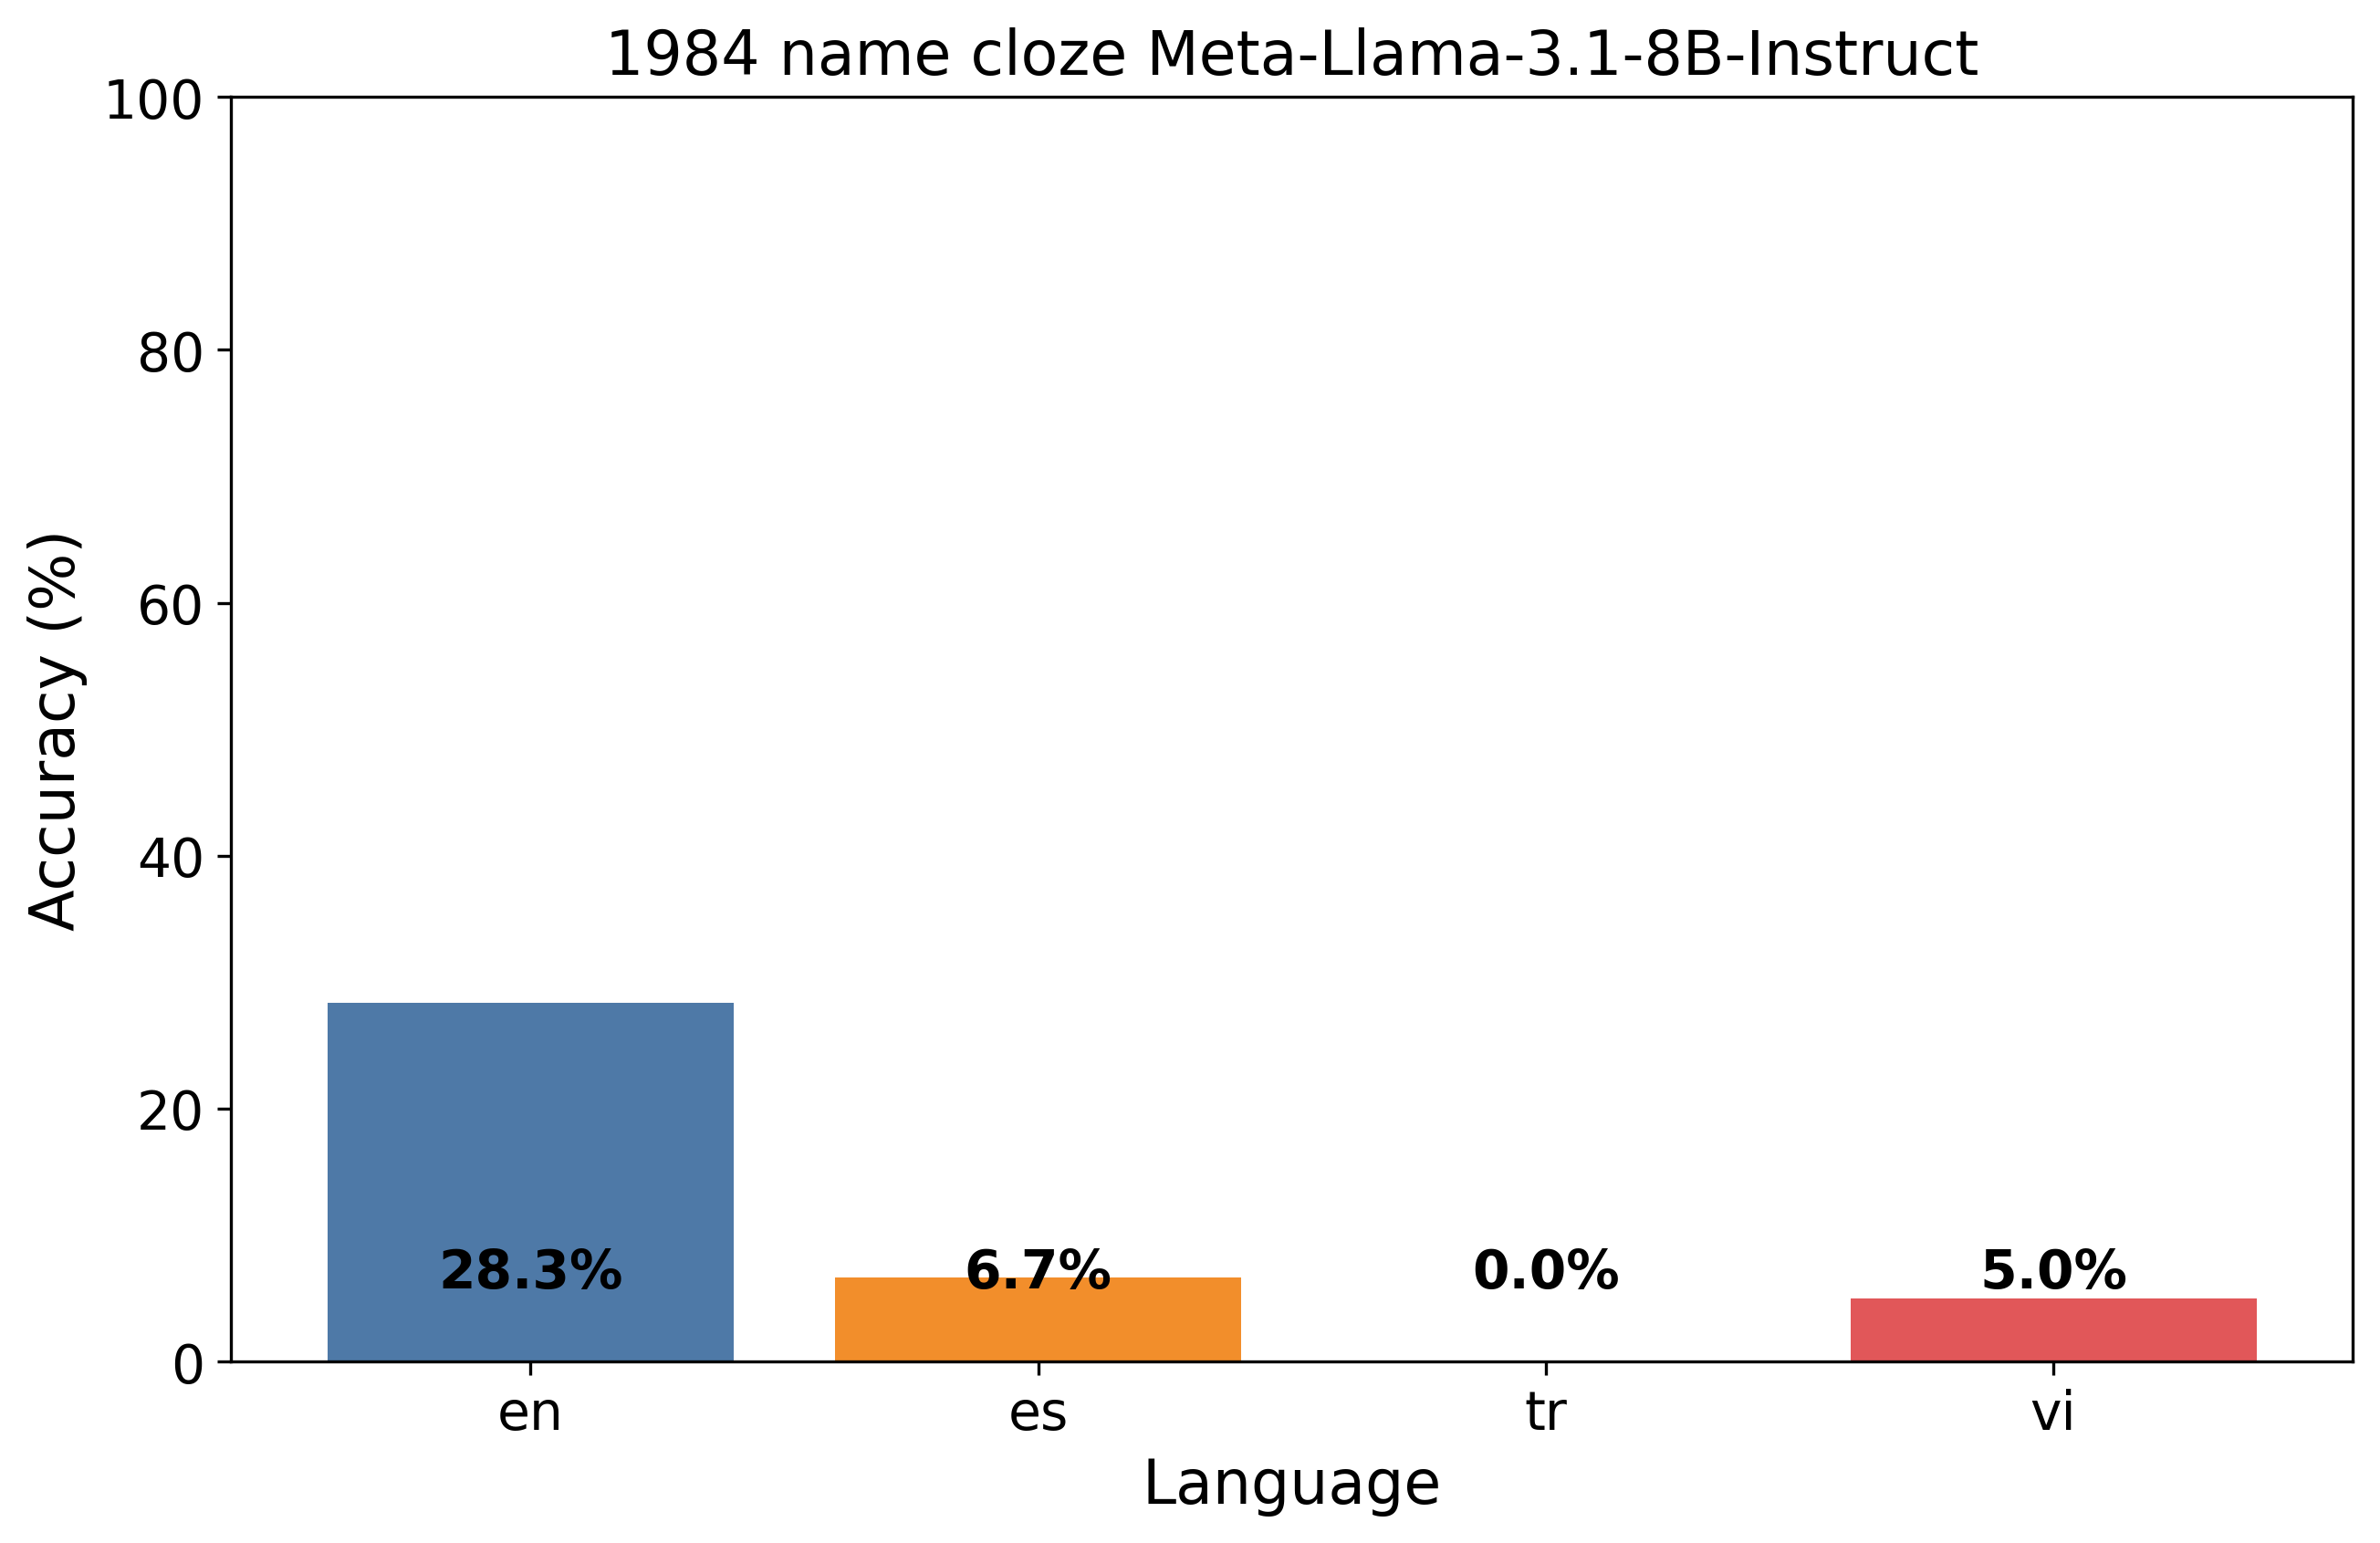 1984 name cloze Meta-Llama-3.1-8B-Instruct
100
80
60
40
20
0
Accuracy (%)
28.3%
6.7%
0.0%
5.0%
en
es
tr
vi
Language